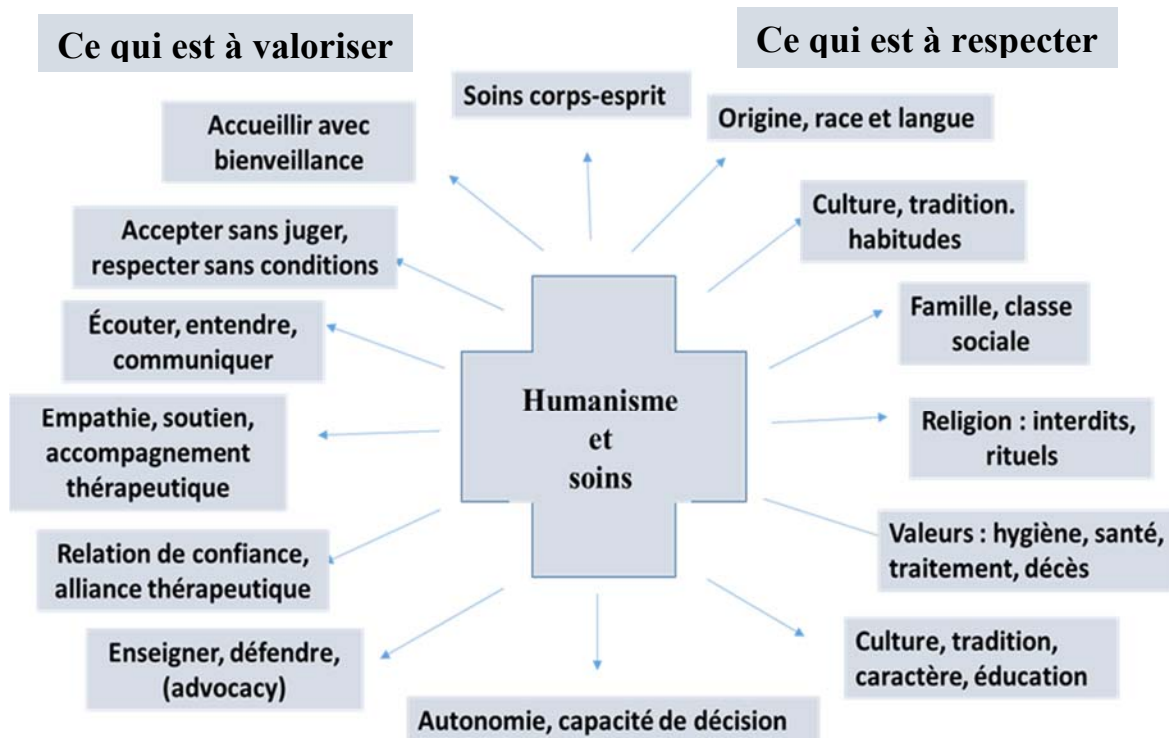 Ce qui est à valoriser
Ce qui est à respecter
Soins corps-esprit
Accueillir avec
bienveillance
Accepter sans juger,
respecter sans conditions
Écouter, entendre,
communiquer
Empathie, soutien,
accompagnement
thérapeutique
Relation de confiance,
alliance thérapeutique
Enseigner, défendre,
(advocacy)
Autonomie, capacité de décision
Humanisme
et
soins
Origine, race et langue
Culture, tradition.
habitudes
Famille, classe
sociale
Religion : interdits,
rituels
Valeurs : hygiène, santé,
traitement, décès
Culture, tradition,
caractère, éducation